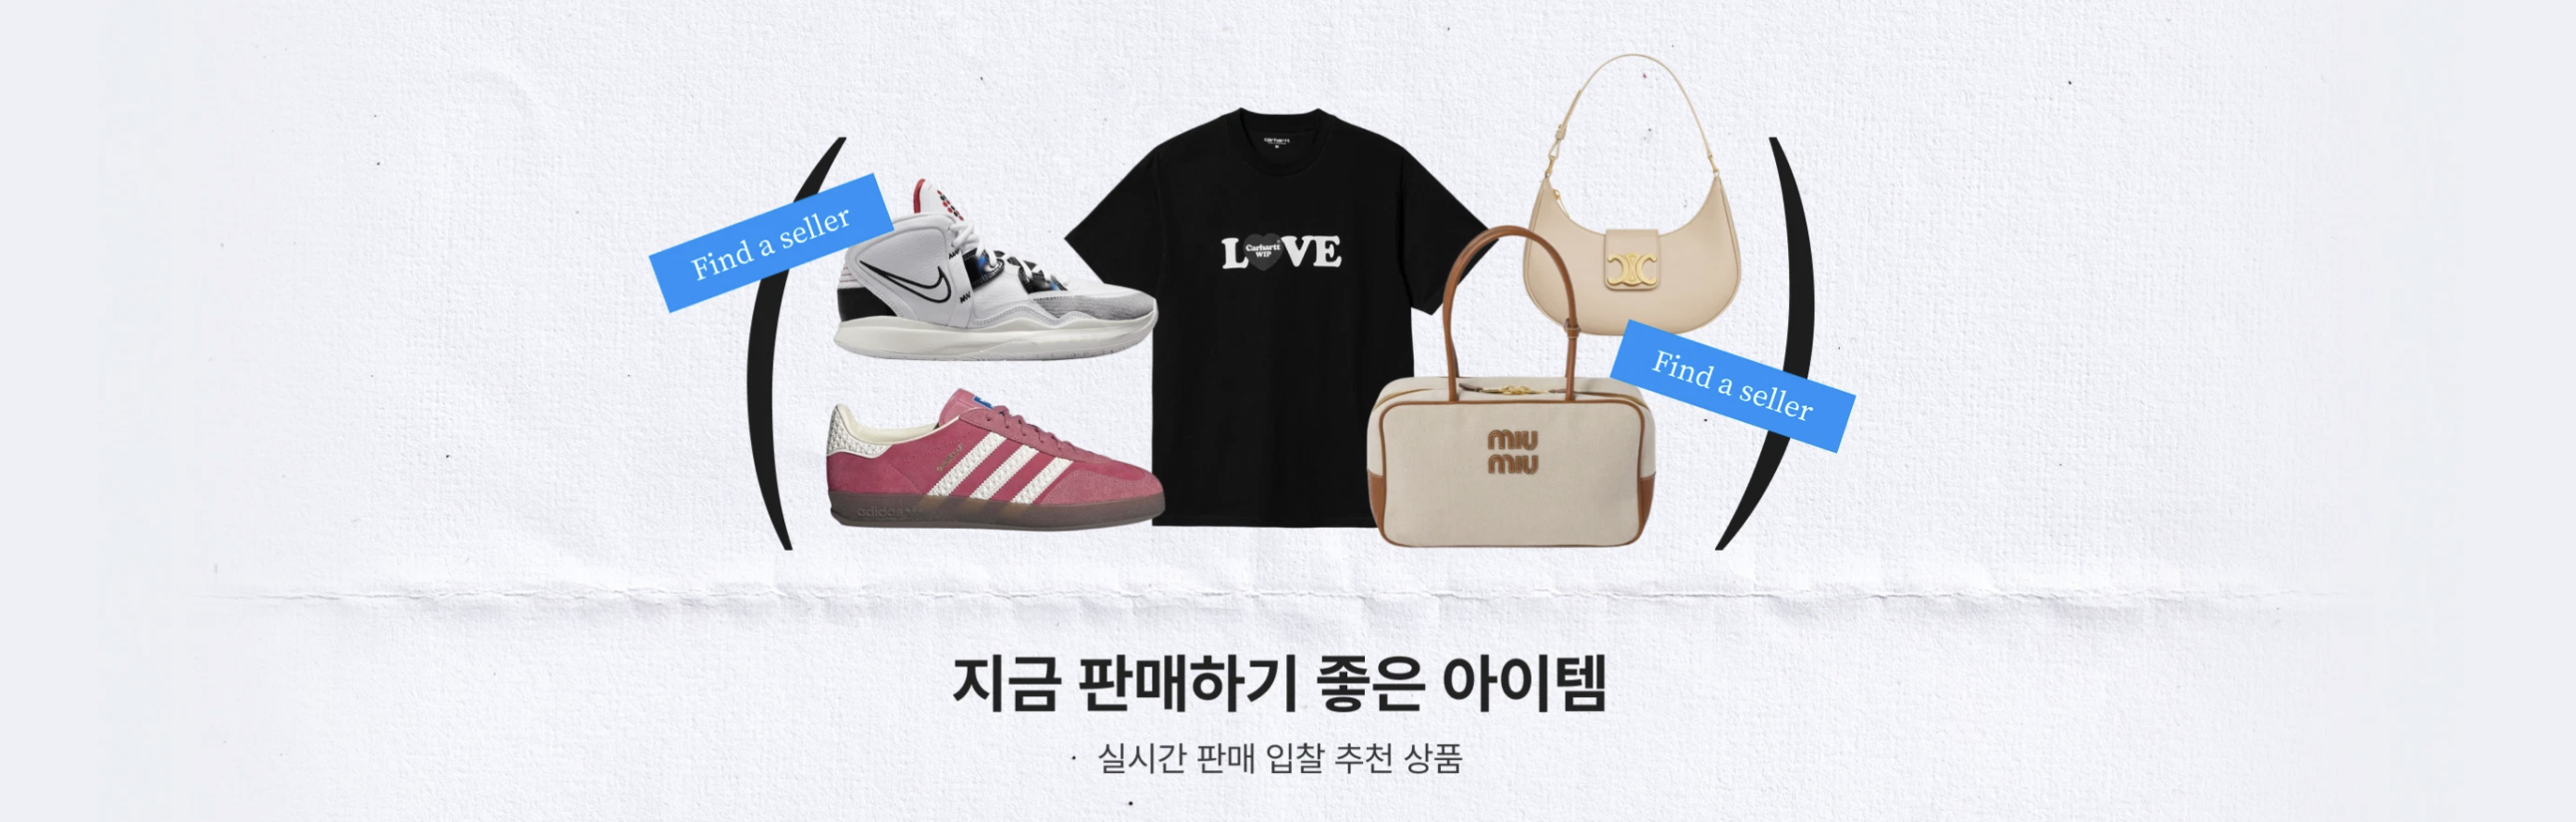 Find a seller
carhartt
LOVE
Carhartt
WIP
Find a seller
MIU
MIU
adidas
지금 판매하기 좋은 아이템
· 실시간 판매 입찰 추천 상품